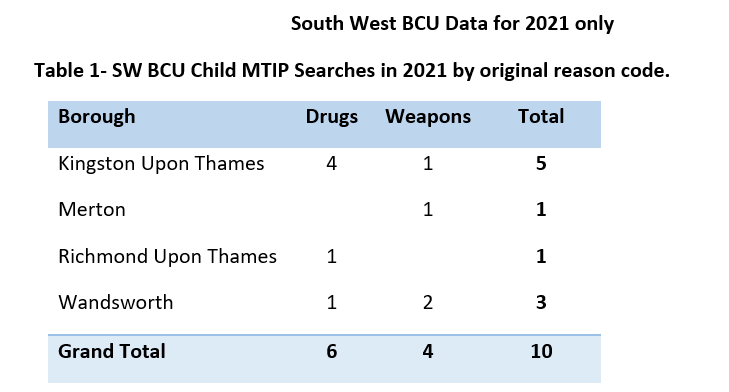 South West BCU Data for 2021 only
Table 1- SW BCU Child MTIP Searches in 2021 by original reason code.
Borough Drugs Weapons Total
Kingston Upon Thames 4 1 5
Merton 1 1
Richmond Upon Thames 1 1
Wandsworth 1 2 3
Grand Total 6 4 10